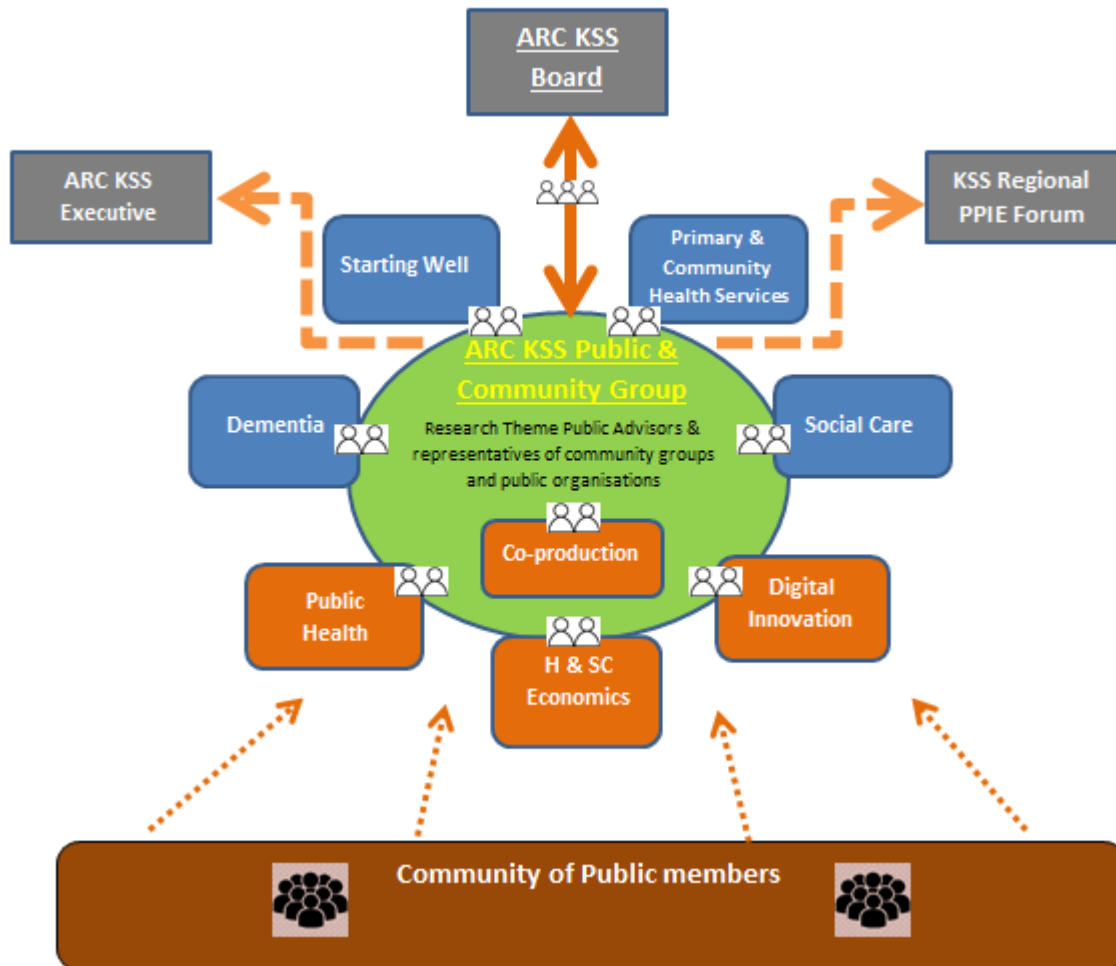 ARC KSS
Board
ARC KSS
Executive
KSS Regional
PPIE Forum
Starting Well
Primary &
Community
Health Services
ARC KSS Public &
Community Group
Research Theme Public Advisors &
representatives of community groups
and public organisations
Dementia
Social Care
Co-production
Public
Health
Digital
Innovation
H & SC
Economics
Community of Public members